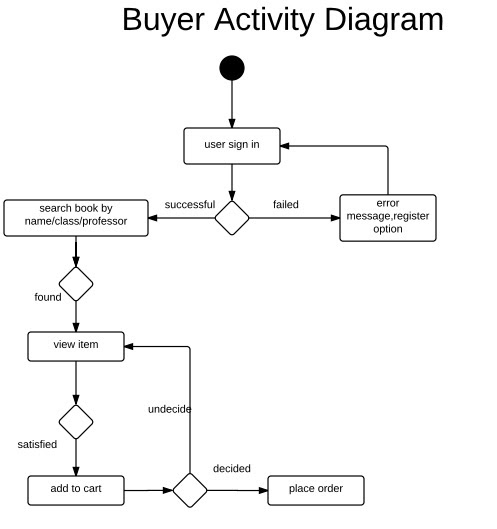 Buyer Activity Diagram
user sign in
successful
failed
search book by
name/class/professor
error
message,register
option
found
view item
undecide
satisfied
decided
add to cart
place order